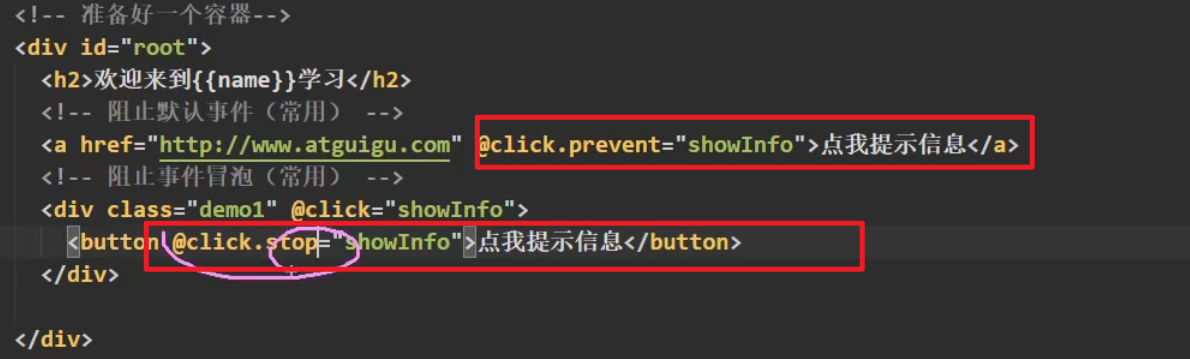 <!-- 准备好一个容器-->
<div id="root">
<h2>欢迎来到{{name}}学习</h2>
<!-- 阻止默认事件（常用） -->
<a href="http://www.atguigu.com" @click.prevent="showInfo">点我提示信息</a>
<!-- 阻止事件冒泡（常用） -->
<div class="demo1" @click="showInfo">
<button @click.stop="showInfo">点我提示信息</button>
</div>
</div>